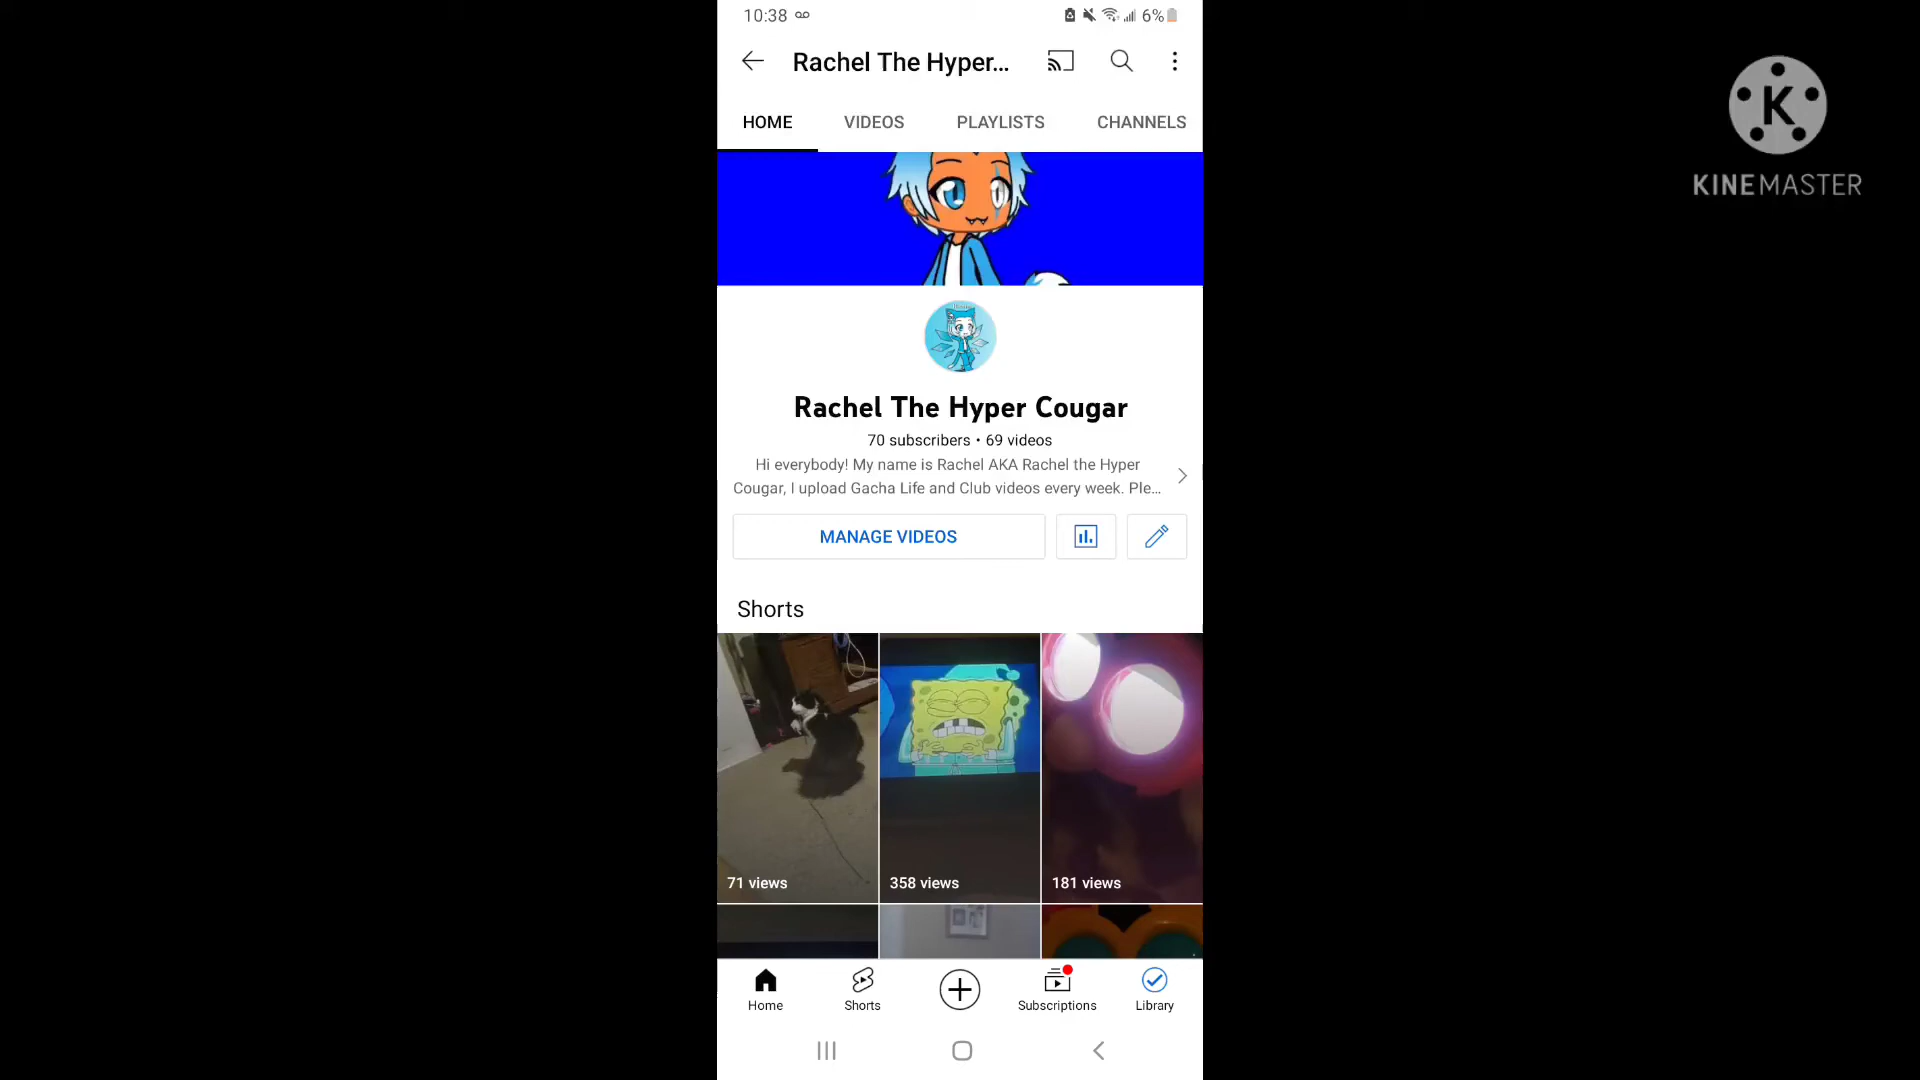 10:38
6%
Rachel The Hyper...
HOME VIDEOS PLAYLISTS CHANNELS
Rachel The Hyper Cougar
70 subscribers • 69 videos
Hi everybody! My name is Rachel AKA Rachel the Hyper
Cougar, I upload Gacha Life and Club videos every week. Ple...
MANAGE VIDEOS
Shorts
71 views
358 views
181 views
Home
Shorts
Subscriptions
Library
K
KINEMASTER